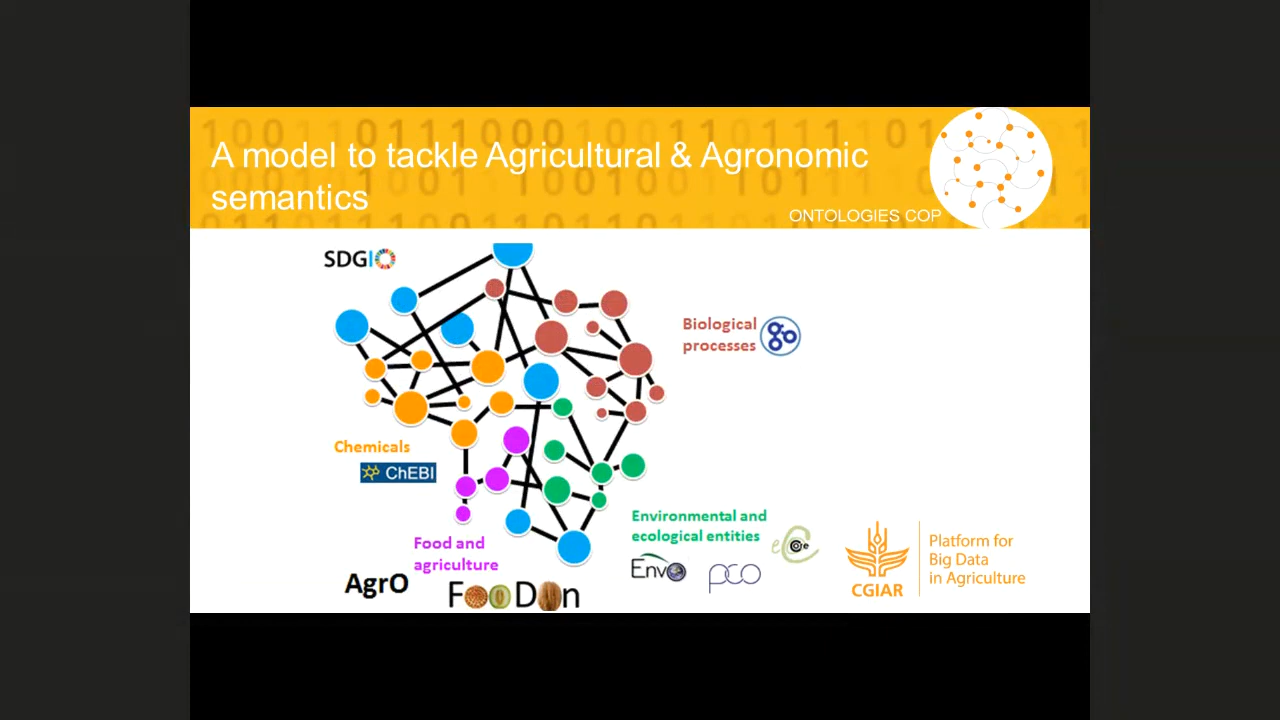 A model to tackle Agricultural & Agronomic
semantics
ONTOLOGIES COP
SDGIO
Biological
processes
Chemicals
ChEBI
Environmental and
ecological entities
eCore
Food and
agriculture
EnvO
pco
AgrO
FooDOn
CGIAR
Platform for
Big Data
in Agriculture